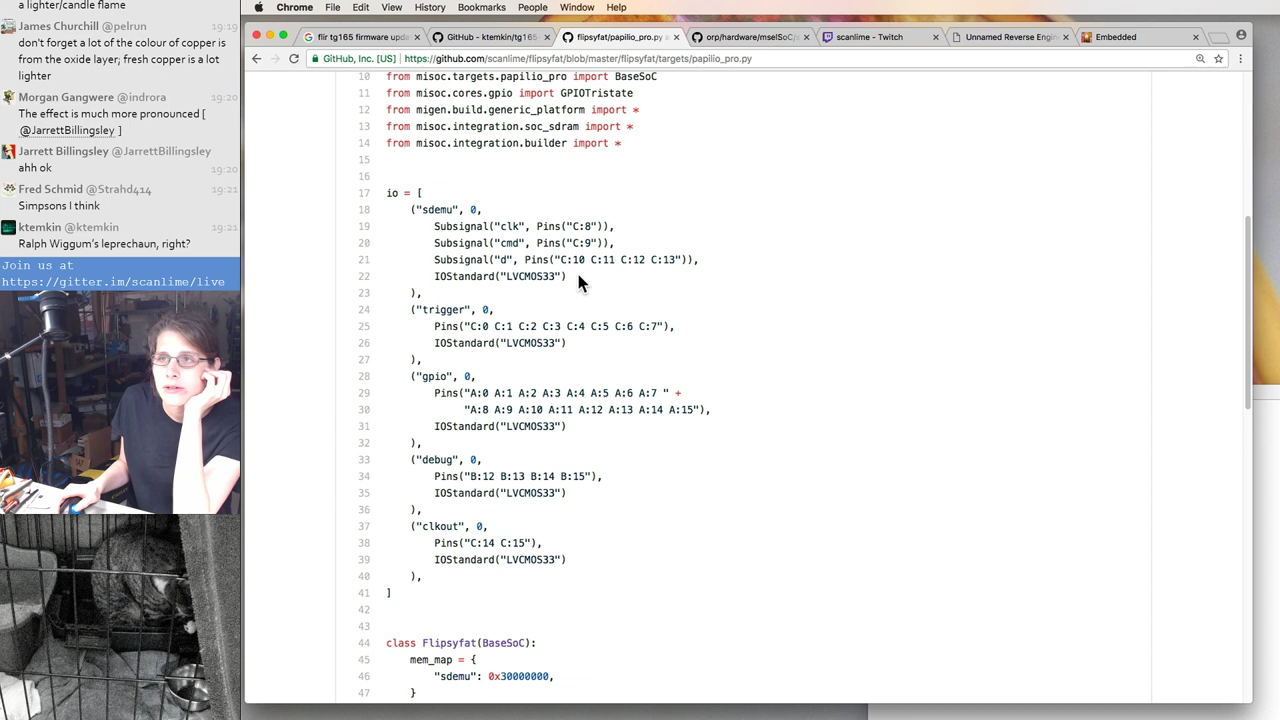 a lighter/candle flame
James Churchill @pelrun 19:19
don't forget a lot of the colour of copper is
from the oxide layer; fresh copper is a lot
lighter
Morgan Gangwere @indrora 19:20
The effect is much more pronounced [
@JarrettBillingsley ]
Jarrett Billingsley @JarrettBillingsley
ahh ok 19:20
Fred Schmid @Strahd414 19:21
Simpsons I think
ktemkin @ktemkin 19:21
Ralph Wiggum's leprechaun, right?
Join us at
https://gitter.im/scanlime/live
Chrome File Edit View History Bookmarks People Window Help
flir tg165 firmware upda
GitHub - ktemkin/tg165-
flipsyfat/papilio_pro.py a
orp/hardware/mselSoC/s
scanlime - Twitch
Unnamed Reverse Engin
Embedded
GitHub, Inc. [US] https://github.com/scanlime/flipsyfat/blob/master/flipsyfat/targets/papilio_pro.py
10 from misoc.targets.papilio_pro import BaseSoC
11 from misoc.cores.gpio import GPIOTristate
12 from migen.build.generic_platform import *
13 from misoc.integration.soc_sdram import *
14 from misoc.integration.builder import *
15
16
17 io = [
18 ("sdemu", 0,
19 Subsignal("clk", Pins("C:8")),
20 Subsignal("cmd", Pins("C:9")),
21 Subsignal("d", Pins("C:10 C:11 C:12 C:13")),
22 IOStandard("LVCMOS33")
23 ),
24 ("trigger", 0,
25 Pins("C:0 C:1 C:2 C:3 C:4 C:5 C:6 C:7"),
26 IOStandard("LVCMOS33")
27 ),
28 ("gpio", 0,
29 Pins("A:0 A:1 A:2 A:3 A:4 A:5 A:6 A:7 " +
30 "A:8 A:9 A:10 A:11 A:12 A:13 A:14 A:15"),
31 IOStandard("LVCMOS33")
32 ),
33 ("debug", 0,
34 Pins("B:12 B:13 B:14 B:15"),
35 IOStandard("LVCMOS33")
36 ),
37 ("clkout", 0,
38 Pins("C:14 C:15"),
39 IOStandard("LVCMOS33")
40 ),
41 ]
42
43
44 class Flipsyfat(BaseSoC):
45 mem_map = {
46 "sdemu": 0x30000000,
47 }